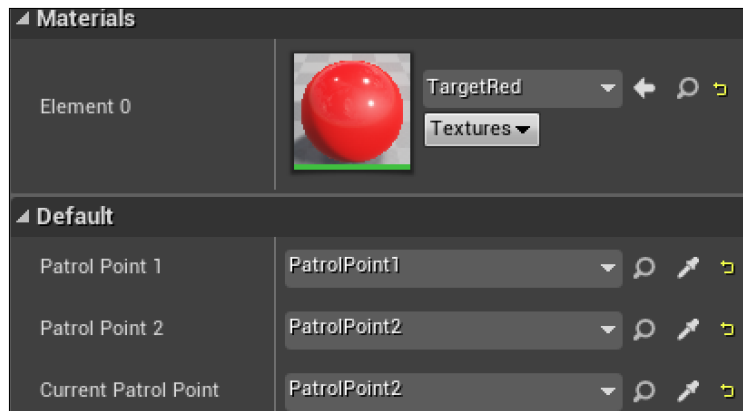 Materials
Element 0
TargetRed
Textures
Default
Patrol Point 1 PatrolPoint1
Patrol Point 2 PatrolPoint2
Current Patrol Point PatrolPoint2